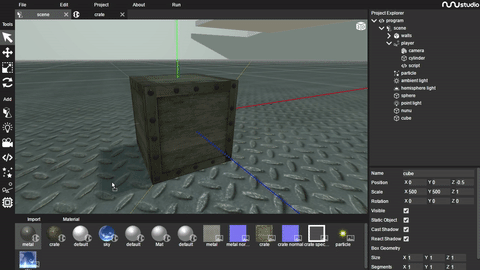 File Edit Project About Run
studio
scene crate
Tools
Add
Project Explorer
program
scene
walls
player
camera
cylinder
script
particle
ambient light
hemisphere light
sphere
point light
nunu
cube
Name cube
Position X 0 Y 0 Z -0.5
Scale X 500 Y 500 Z 1
Rotation X 0 Y 0 Z 0
Visible
Static Object
Cast Shadow
React Shadow
Box Geometry
Size X 1 Y 1 Z 1
Segments X 1 Y 1 Z 1
Import Material
metal crate default sky default Mat default metal metal nor... crate crate normal crate spec... particle